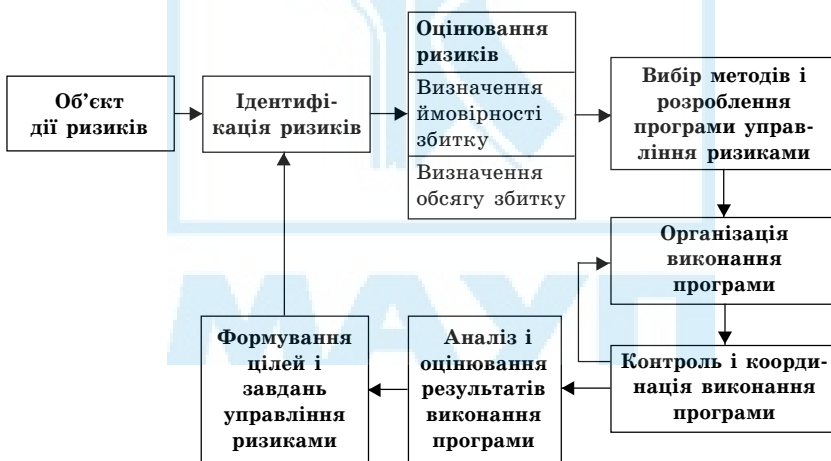 Об’єкт
дії ризиків
Ідентифі-
кація ризиків
Оцінювання
ризиків
Визначення
ймовірності
збитку
Визначення
обсягу збитку
Вибір методів і
розроблення
програми управ-
ління ризиками
Організація
виконання
програми
Контроль і коорди-
нація виконання
програми
Аналіз і
оцінювання
результатів
виконання
програми
Формування
цілей і
завдань
управління
ризиками
МАУП